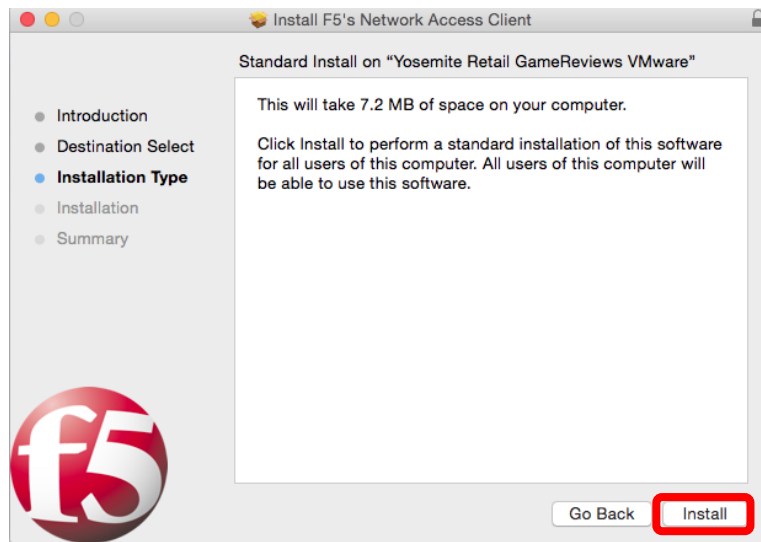 Install F5's Network Access Client
Standard Install on “Yosemite Retail GameReviews VMware”
Introduction
Destination Select
Installation Type
Installation
Summary
This will take 7.2 MB of space on your computer.
Click Install to perform a standard installation of this software
for all users of this computer. All users of this computer will
be able to use this software.
f5
Go Back
Install